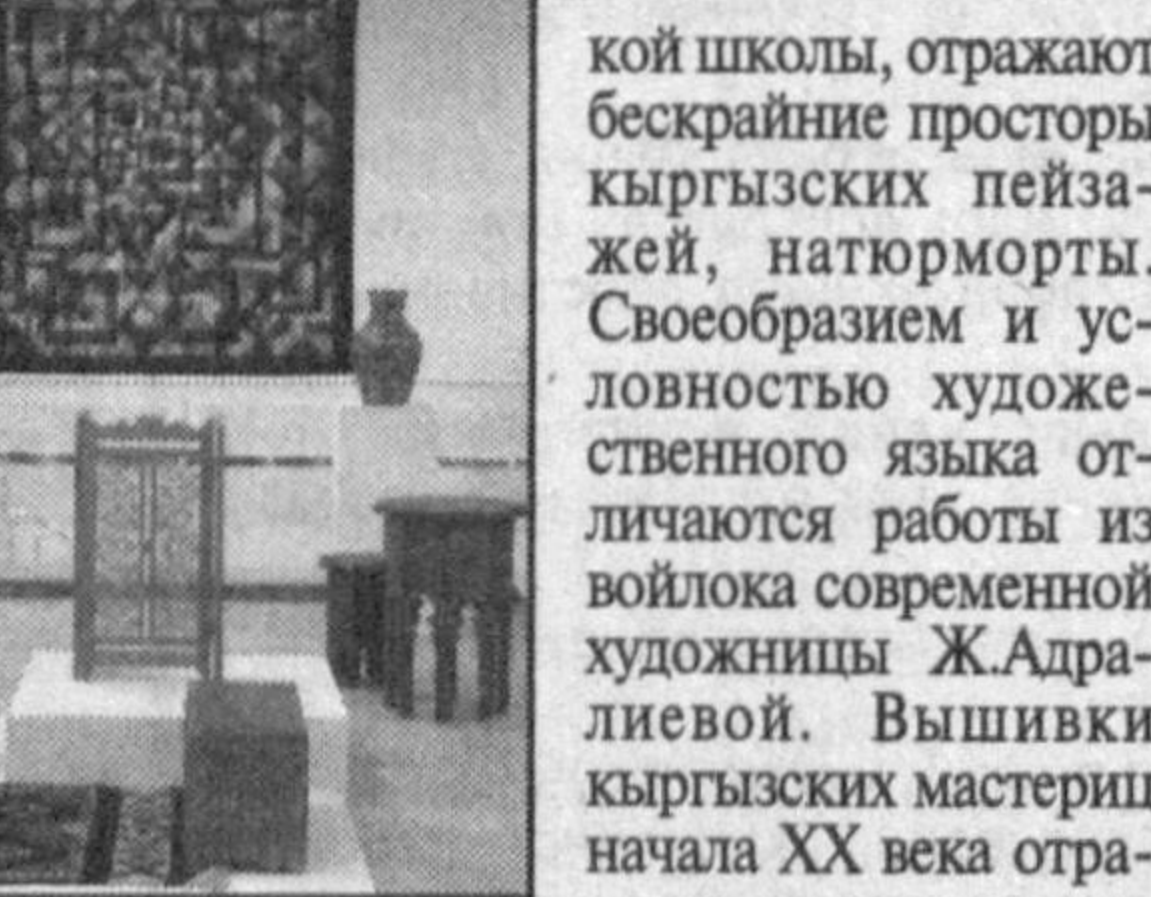 кой школы, отражают
бескрайние просторы
кыргызских пейза-
жей, натюрморты.
Своеобразием и ус-
ловностью художе-
ственного языка от-
личаются работы из
войлока современной
художницы Ж.Адра-
лиевой. Вышивки
кыргызских мастериц
начала XX века отра-